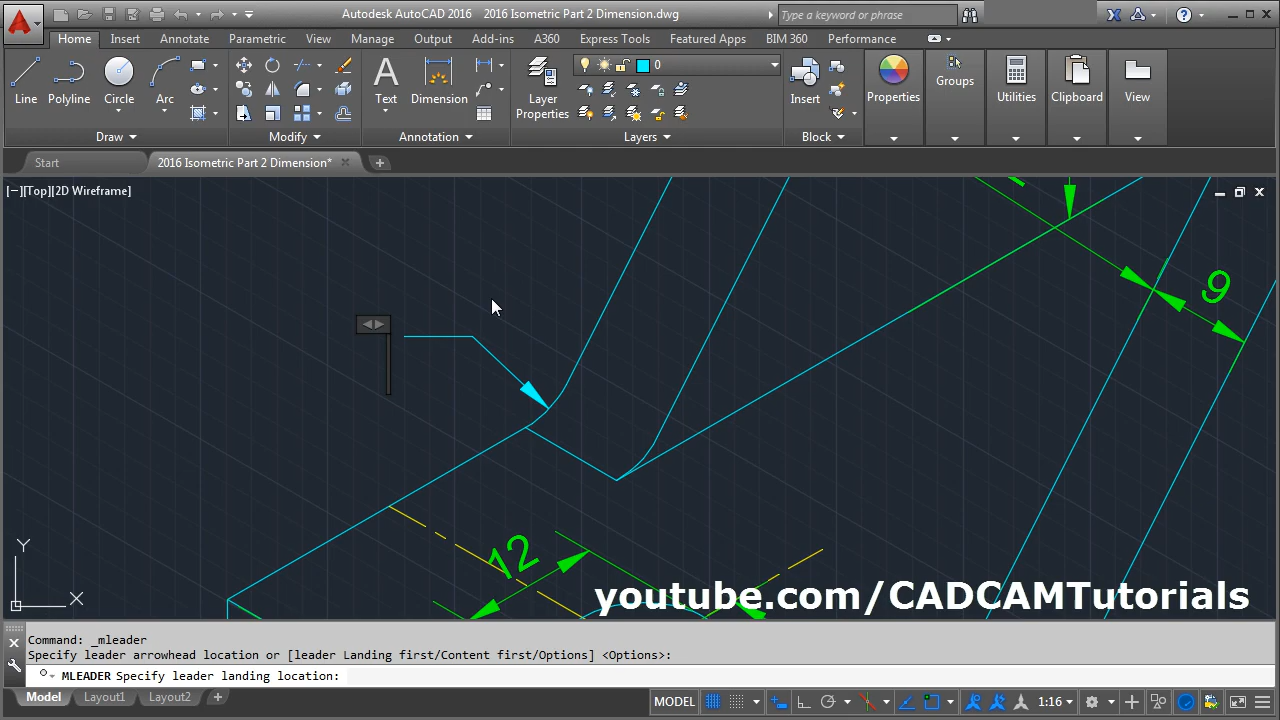 Autodesk AutoCAD 2016 2016 Isometric Part 2 Dimension.dwg
Type a keyword or phrase
Home Insert Annotate Parametric View Manage Output Add-ins A360 Express Tools Featured Apps BIM 360 Performance
0
Line Polyline Circle Arc Text Dimension Layer Properties Insert Properties Groups Utilities Clipboard View
Draw Modify Annotation Layers Block
Start 2016 Isometric Part 2 Dimension*
[−][Top][2D Wireframe]
9
12
Y
X
youtube.com/CADCAMTutorials
Command: _mleader
Specify leader arrowhead location or [leader Landing first/Content first/Options] <Options>:
MLEADER Specify leader landing location:
Model Layout1 Layout2 MODEL 1:16